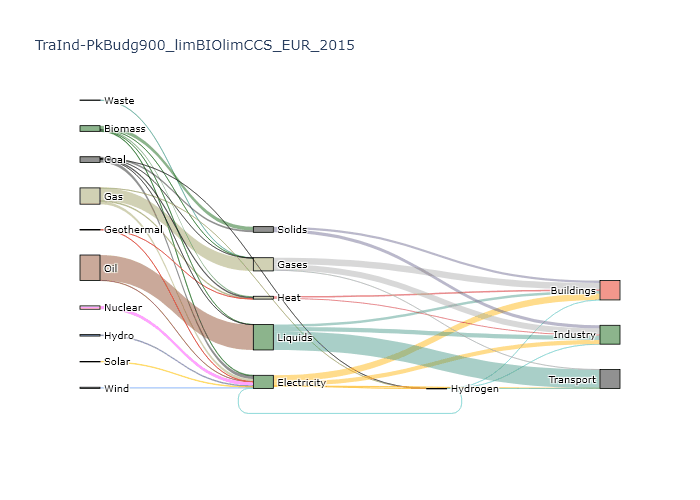 TraInd-PkBudg900_limBIOlimCCS_EUR_2015
Waste
Biomass
Coal
Gas
Geothermal
Oil
Nuclear
Hydro
Solar
Wind
Solids
Gases
Heat
Liquids
Electricity
Hydrogen
Buildings
Industry
Transport